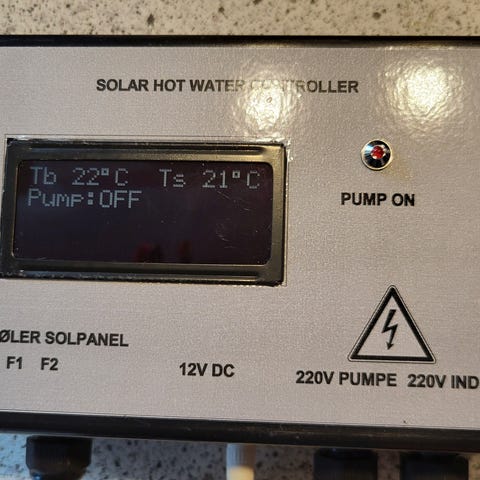 SOLAR HOT WATER CONTROLLER
Tb 22°C Ts 21°C
Pump:OFF
PUMP ON
ØLER SOLPANEL
F1 F2
12V DC
220V PUMPE 220V IND